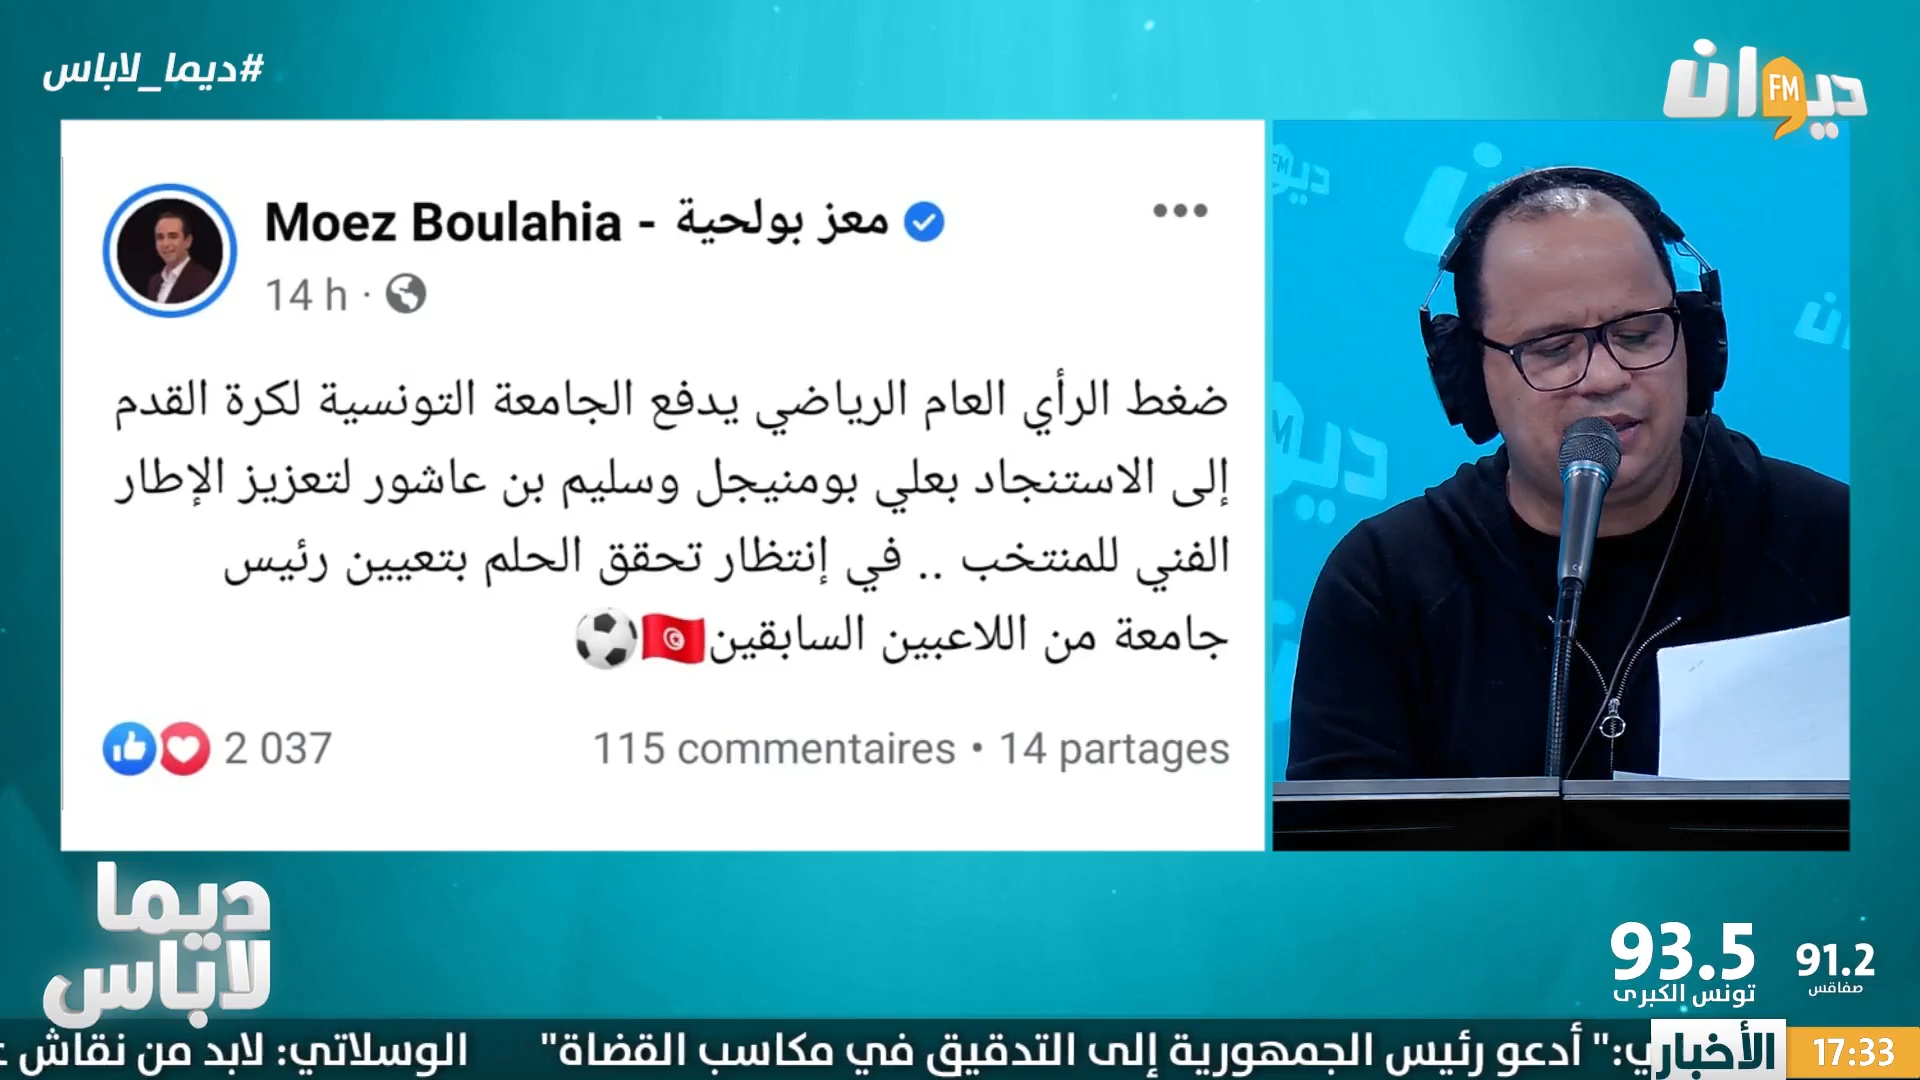 #ديما_لاباس
ديوان FM
Moez Boulahia - معز بولحية
14 h ·
ضغط الرأي العام الرياضي يدفع الجامعة التونسية لكرة القدم
إلى الاستنجاد بعلي بومنيجل وسليم بن عاشور لتعزيز الإطار
الفني للمنتخب .. في إنتظار تحقق الحلم بتعيين رئيس
جامعة من اللاعبين السابقين🇹🇳⚽
2 037
115 commentaires • 14 partages
ديما
لاباس
93.5
تونس الكبرى
91.2
صفاقس
ي:" أدعو رئيس الجمهورية إلى التدقيق في مكاسب القضاة" الوسلاتي: لابد من نقاش
الأخبار
17:33